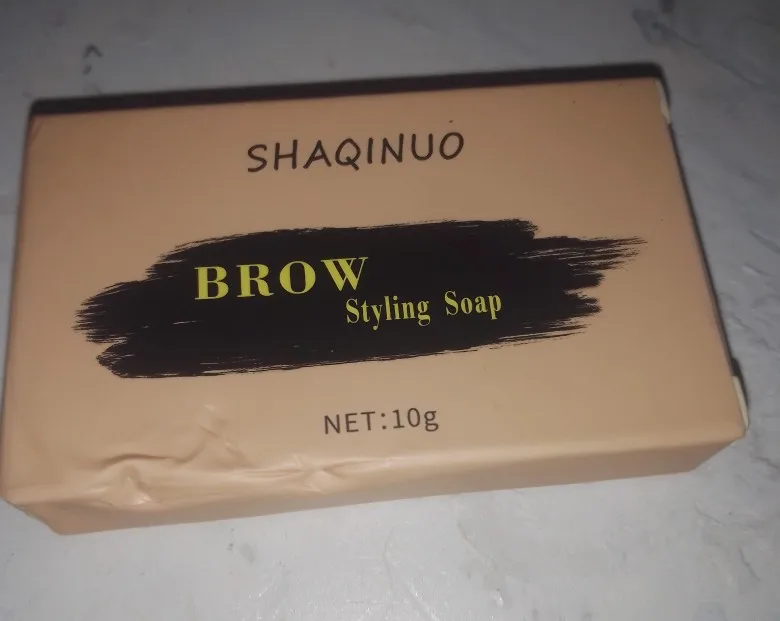 SHAQINUO
BROW
Styling Soap
NET:10g